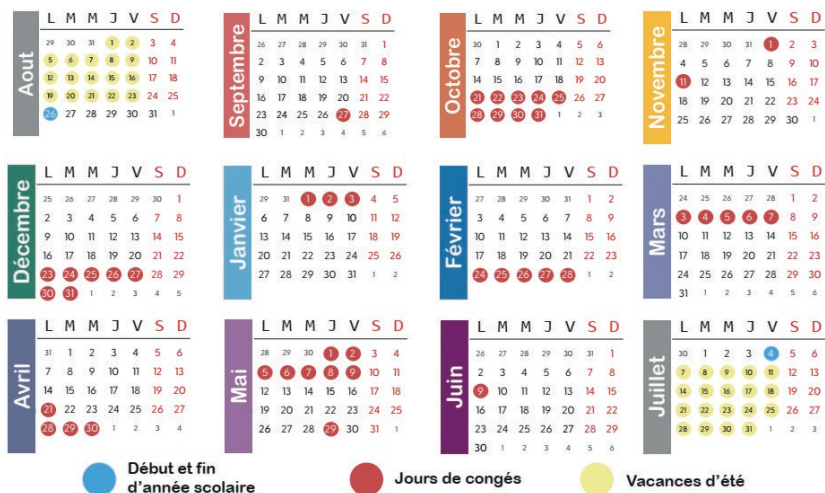 Aout
L M M J V S D
29 30 31 1 2 3 4
5 6 7 8 9 10 11
12 13 14 15 16 17 18
19 20 21 22 23 24 25
26 27 28 29 30 31 1
Septembre
L M M J V S D
26 27 28 29 30 31 1
2 3 4 5 6 7 8
9 10 11 12 13 14 15
16 17 18 19 20 21 22
23 24 25 26 27 28 29
30 1 2 3 4 5 6
Octobre
L M M J V S D
30 1 2 3 4 5 6
7 8 9 10 11 12 13
14 15 16 17 18 19 20
21 22 23 24 25 26 27
28 29 30 31 1 2 3
Novembre
L M M J V S D
28 29 30 31 1 2 3
4 5 6 7 8 9 10
11 12 13 14 15 16 17
18 19 20 21 22 23 24
25 26 27 28 29 30 1
Décembre
L M M J V S D
25 26 27 28 29 30 1
2 3 4 5 6 7 8
9 10 11 12 13 14 15
16 17 18 19 20 21 22
23 24 25 26 27 28 29
30 31 1 2 3 4 5
Janvier
L M M J V S D
29 31 1 2 3 4 5
6 7 8 9 10 11 12
13 14 15 16 17 18 19
20 21 22 23 24 25 26
27 28 29 30 31 1 2
Février
L M M J V S D
27 28 29 30 31 1 2
3 4 5 6 7 8 9
10 11 12 13 14 15 16
17 18 19 20 21 22 23
24 25 26 27 28 1 2
Mars
L M M J V S D
24 25 26 27 28 1 2
3 4 5 6 7 8 9
10 11 12 13 14 15 16
17 18 19 20 21 22 23
24 25 26 27 28 29 30
31 1 2 3 4 5 6
Avril
L M M J V S D
31 1 2 3 4 5 6
7 8 9 10 11 12 13
14 15 16 17 18 19 20
21 22 23 24 25 26 27
28 29 30 1 2 3 4
Mai
L M M J V S D
28 29 30 1 2 3 4
5 6 7 8 9 10 11
12 13 14 15 16 17 18
19 20 21 22 23 24 25
26 27 28 29 30 31 1
Juin
L M M J V S D
26 27 28 29 30 31 1
2 3 4 5 6 7 8
9 10 11 12 13 14 15
16 17 18 19 20 21 22
23 24 25 26 27 28 29
30 1 2 3 4 5 6
Juillet
L M M J V S D
30 1 2 3 4 5 6
7 8 9 10 11 12 13
14 15 16 17 18 19 20
21 22 23 24 25 26 27
28 29 30 31 1 2 3
Début et fin
d'année scolaire
Jours de congés
Vacances d'été